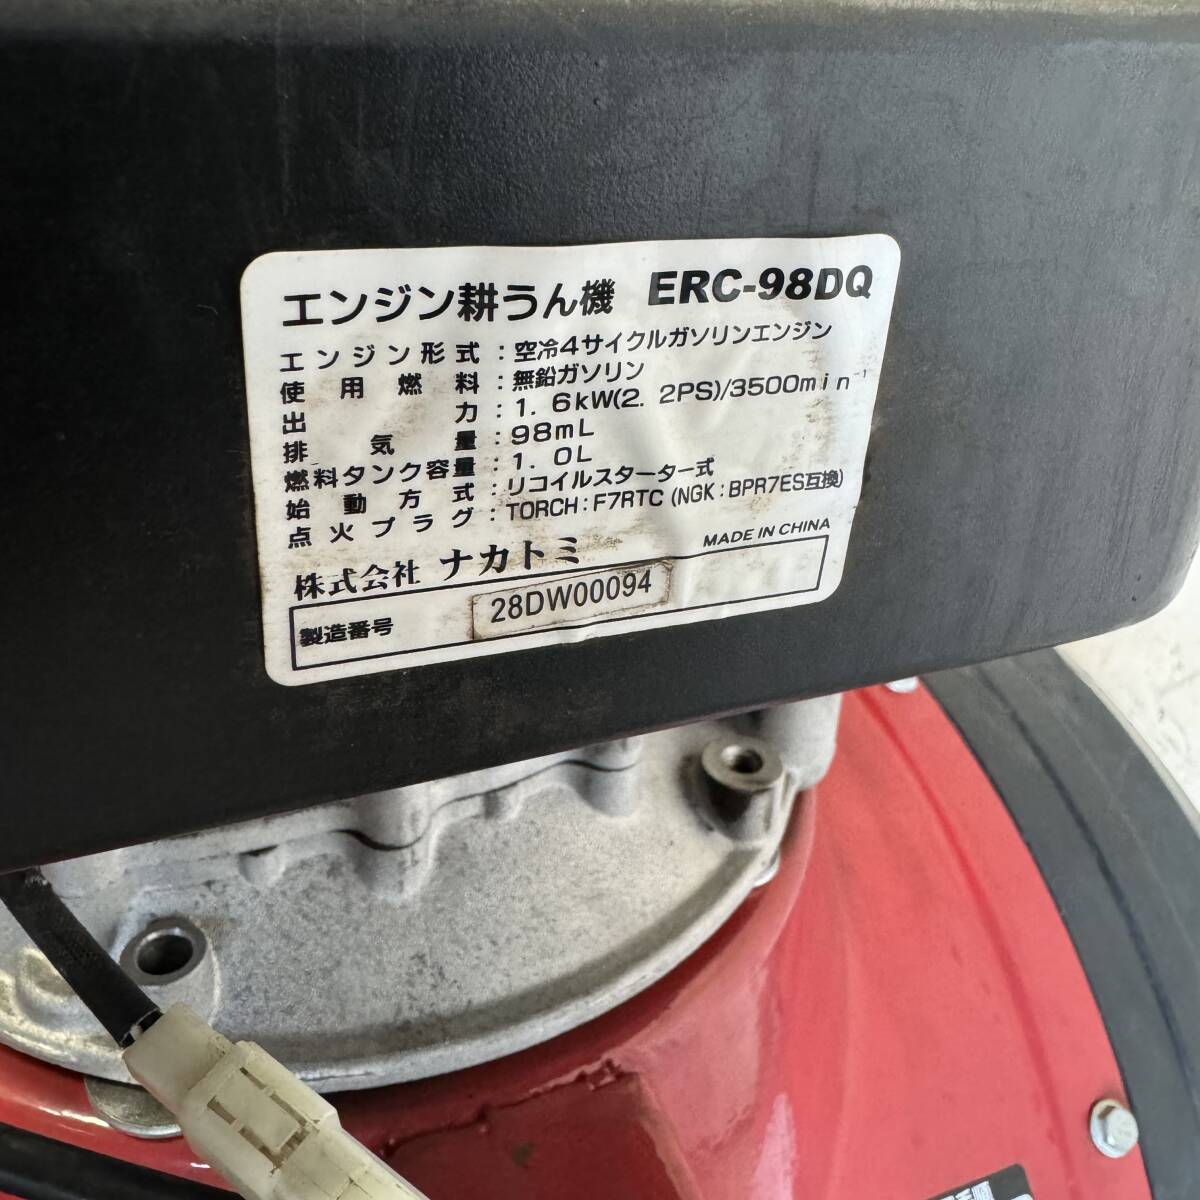 エンジン耕うん機 ERC-98DQ
エンジン形式：空冷4サイクルガソリンエンジン
使用燃料：無鉛ガソリン
出力：1.6kW(2.2PS)/3500min⁻¹
排気量：98mL
燃料タンク容量：1.0L
始動方式：リコイルスターター式
点火プラグ：TORCH：F7RTC (NGK：BPR7ES互換)
株式会社 ナカトミ MADE IN CHINA
製造番号 28DW00094